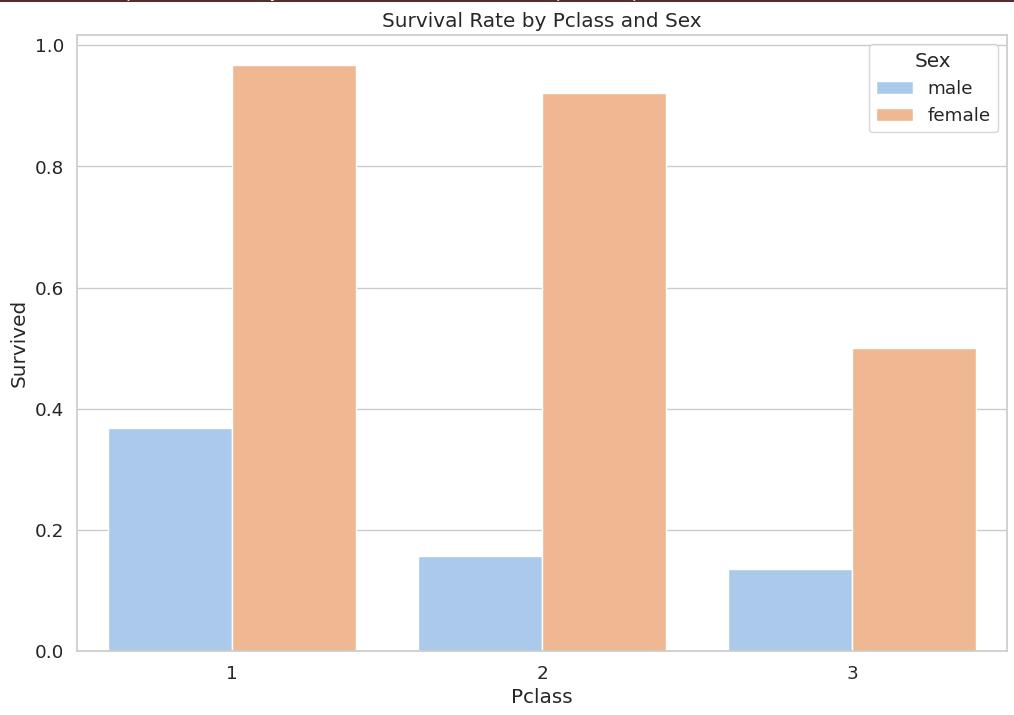 Survival Rate by Pclass and Sex
1.0
0.8
0.6
0.4
0.2
0.0
Survived
Sex
male
female
1 2 3
Pclass